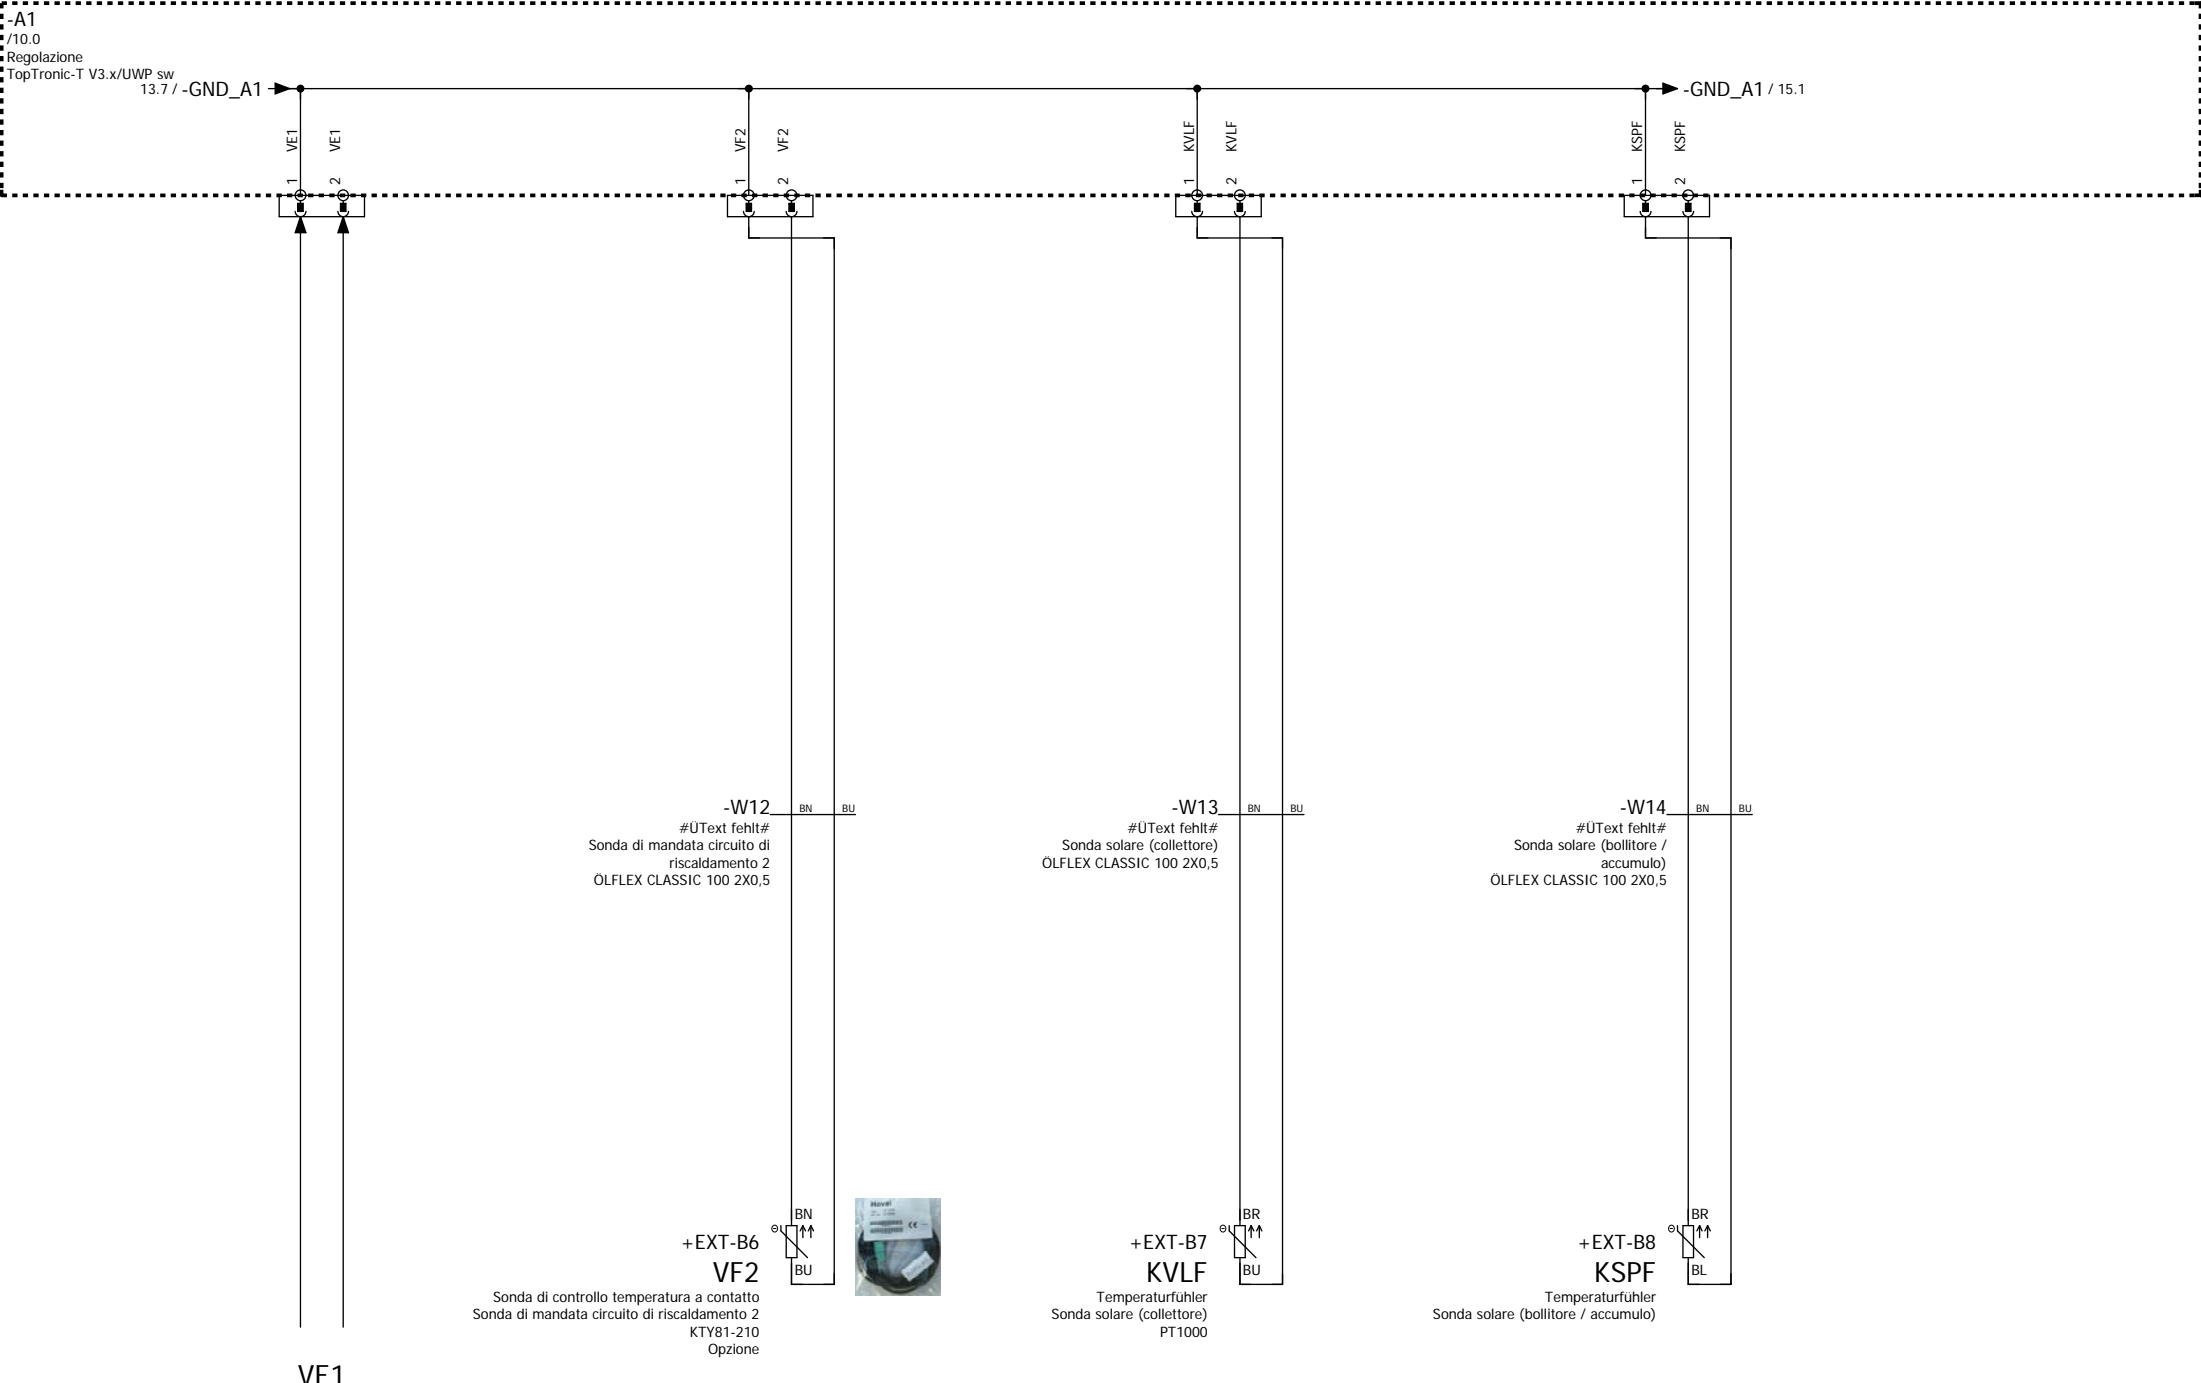 -A1
/10.0
Regolazione
TopTronic-T V3.x/UWP sw
13.7 / -GND_A1
-GND_A1 / 15.1
VE1
VE1
VF2
VF2
KVLF
KVLF
KSPF
KSPF
1
2
1
2
1
2
1
2
-W12
BN
BU
#ÜText fehlt#
Sonda di mandata circuito di
riscaldamento 2
ÖLFLEX CLASSIC 100 2X0,5
-W13
BN
BU
#ÜText fehlt#
Sonda solare (collettore)
ÖLFLEX CLASSIC 100 2X0,5
-W14
BN
BU
#ÜText fehlt#
Sonda solare (bollitore /
accumulo)
ÖLFLEX CLASSIC 100 2X0,5
BN
+EXT-B6
VF2
BU
Sonda di controllo temperatura a contatto
Sonda di mandata circuito di riscaldamento 2
KTY81-210
Opzione
Hoval
CE
BR
+EXT-B7
KVLF
BU
Temperaturfühler
Sonda solare (collettore)
PT1000
BR
+EXT-B8
KSPF
BL
Temperaturfühler
Sonda solare (bollitore / accumulo)
VF1